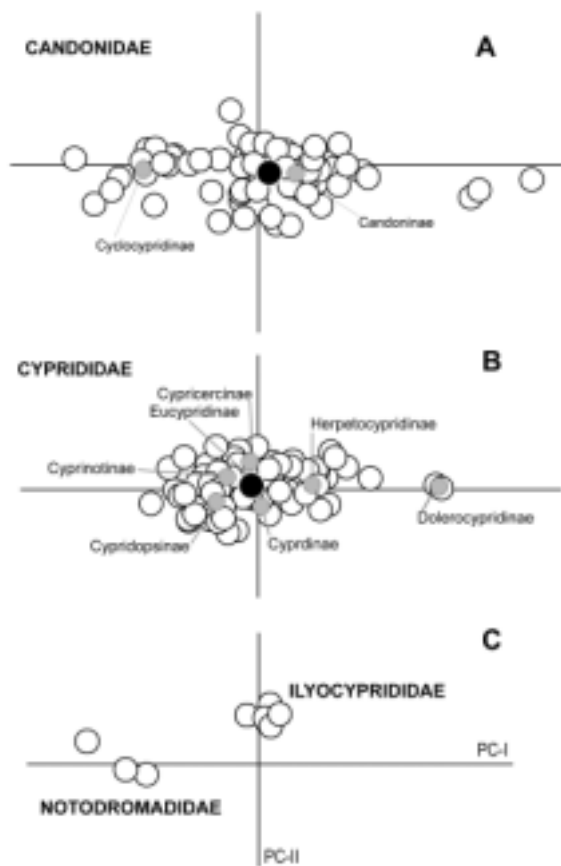 CANDONIDAE
A
Cyclocypridinae
Candoninae
CYPRIDIDAE
B
Cypricercinae
Eucypridinae
Herpetocypridinae
Cyprinotinae
Dolerocypridinae
Cypridopsinae
Cyprdinae
C
ILYOCYPRIDIDAE
PC-I
NOTODROMADIDAE
PC-II